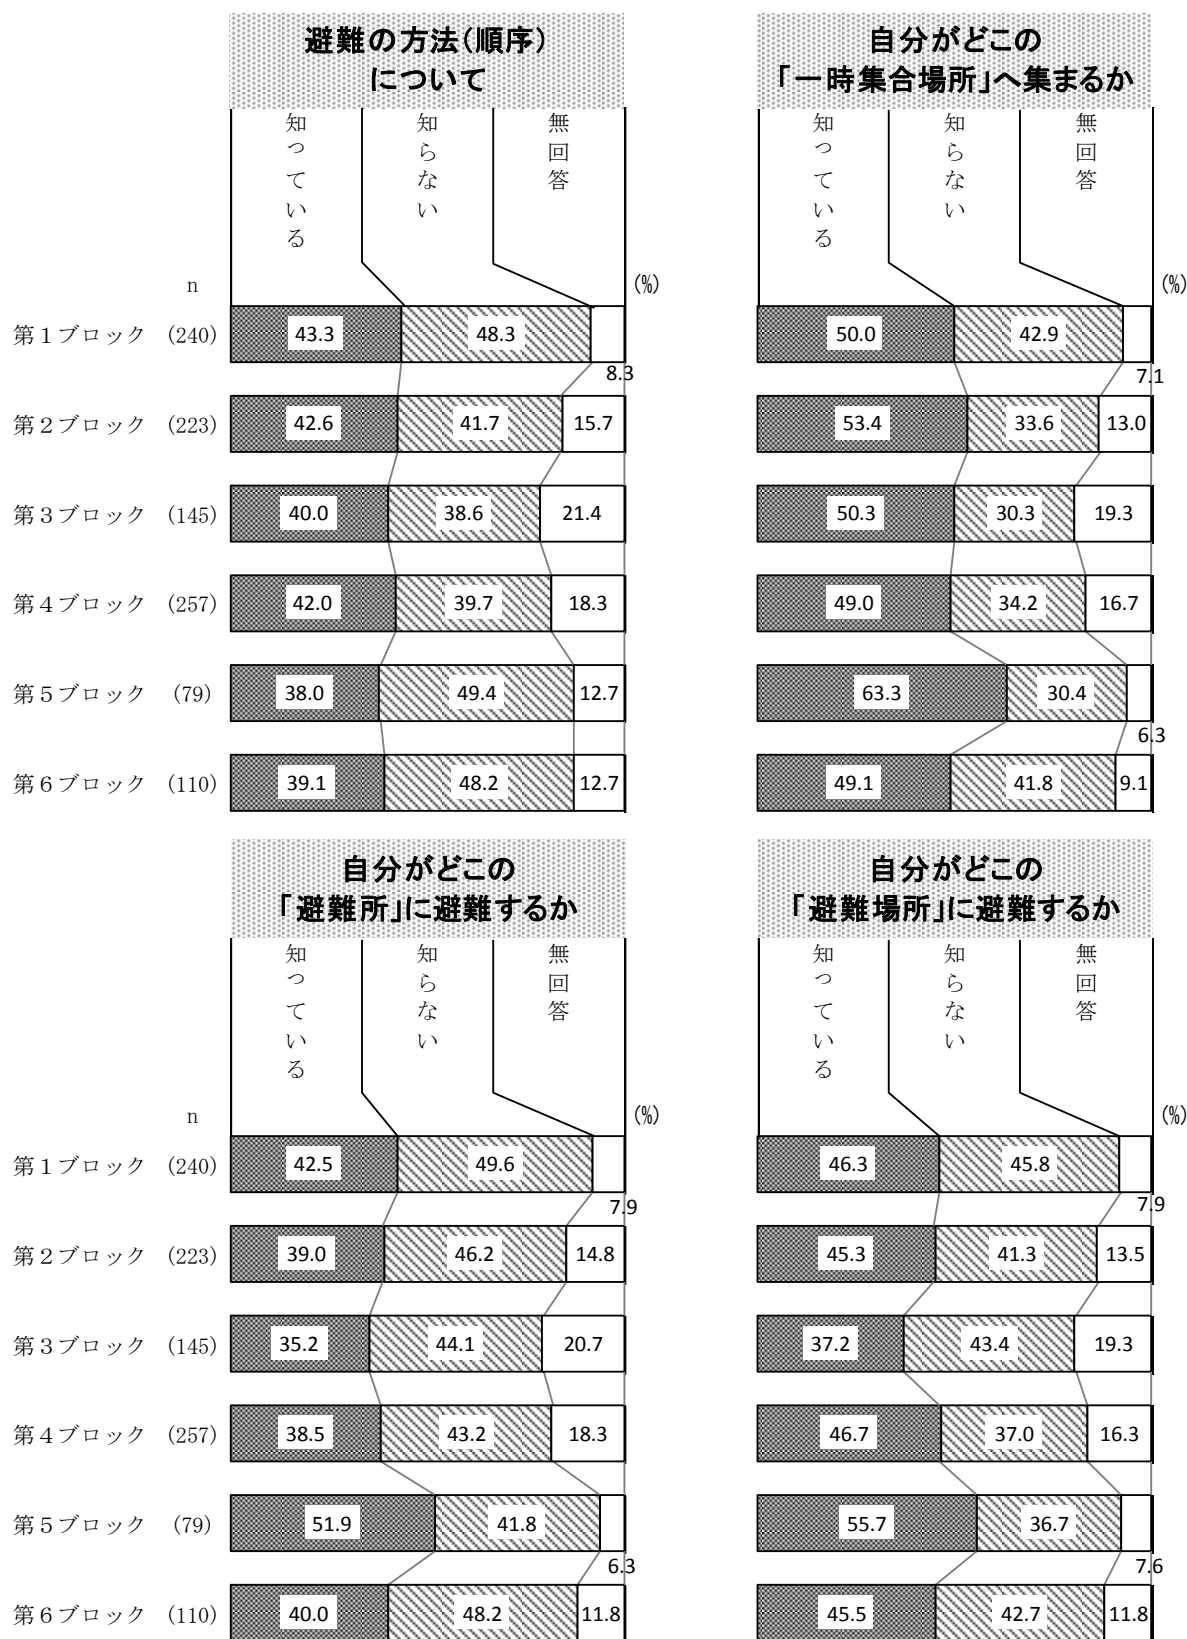 避難の方法(順序)
について
自分がどこの
「一時集合場所」へ集まるか
知っている
知らない
無回答
知っている
知らない
無回答
n
(%)
(%)
第1ブロック (240) 43.3 48.3 8.3 50.0 42.9 7.1
第2ブロック (223) 42.6 41.7 15.7 53.4 33.6 13.0
第3ブロック (145) 40.0 38.6 21.4 50.3 30.3 19.3
第4ブロック (257) 42.0 39.7 18.3 49.0 34.2 16.7
第5ブロック (79) 38.0 49.4 12.7 63.3 30.4 6.3
第6ブロック (110) 39.1 48.2 12.7 49.1 41.8 9.1
自分がどこの
「避難所」に避難するか
自分がどこの
「避難場所」に避難するか
知っている
知らない
無回答
知っている
知らない
無回答
n
(%)
(%)
第1ブロック (240) 42.5 49.6 7.9 46.3 45.8 7.9
第2ブロック (223) 39.0 46.2 14.8 45.3 41.3 13.5
第3ブロック (145) 35.2 44.1 20.7 37.2 43.4 19.3
第4ブロック (257) 38.5 43.2 18.3 46.7 37.0 16.3
第5ブロック (79) 51.9 41.8 6.3 55.7 36.7 7.6
第6ブロック (110) 40.0 48.2 11.8 45.5 42.7 11.8